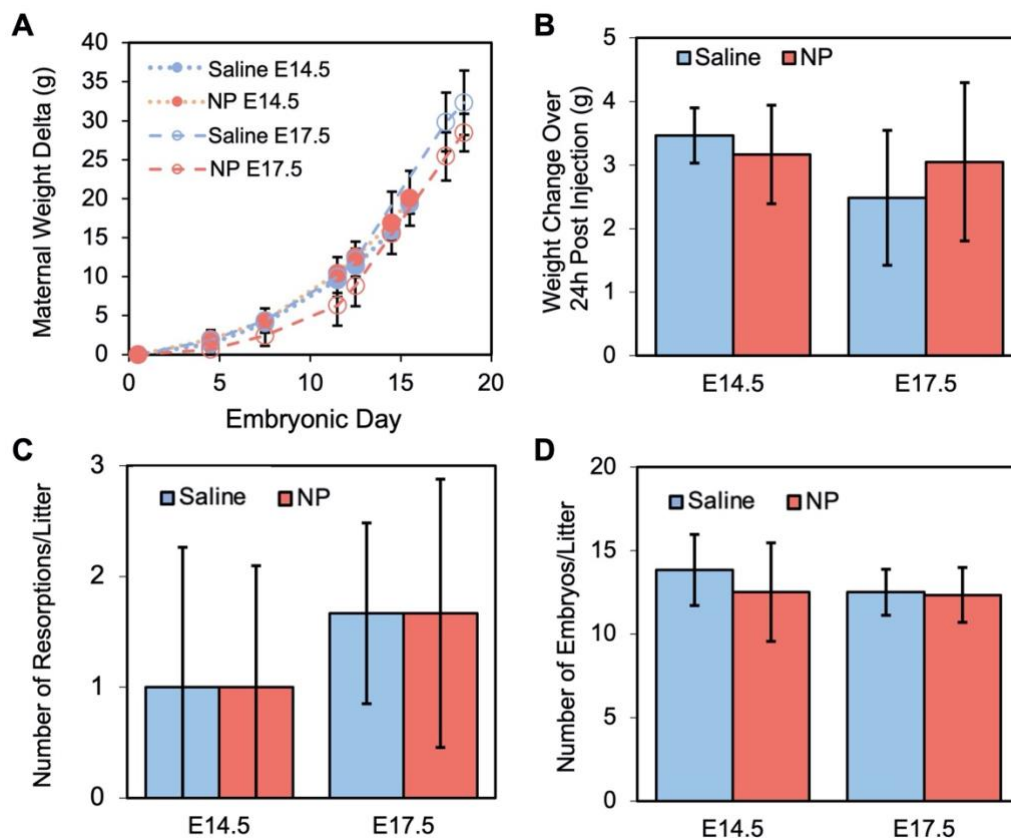 A
Maternal Weight Delta (g)
40
35
30
25
20
15
10
5
0
Saline E14.5
NP E14.5
Saline E17.5
NP E17.5
0 5 10 15 20
Embryonic Day
B
Weight Change Over
24h Post Injection (g)
5
4
3
2
1
0
Saline NP
E14.5 E17.5
C
Number of Resorptions/Litter
3
2
1
0
Saline NP
E14.5 E17.5
D
Number of Embryos/Litter
20
15
10
5
0
Saline NP
E14.5 E17.5